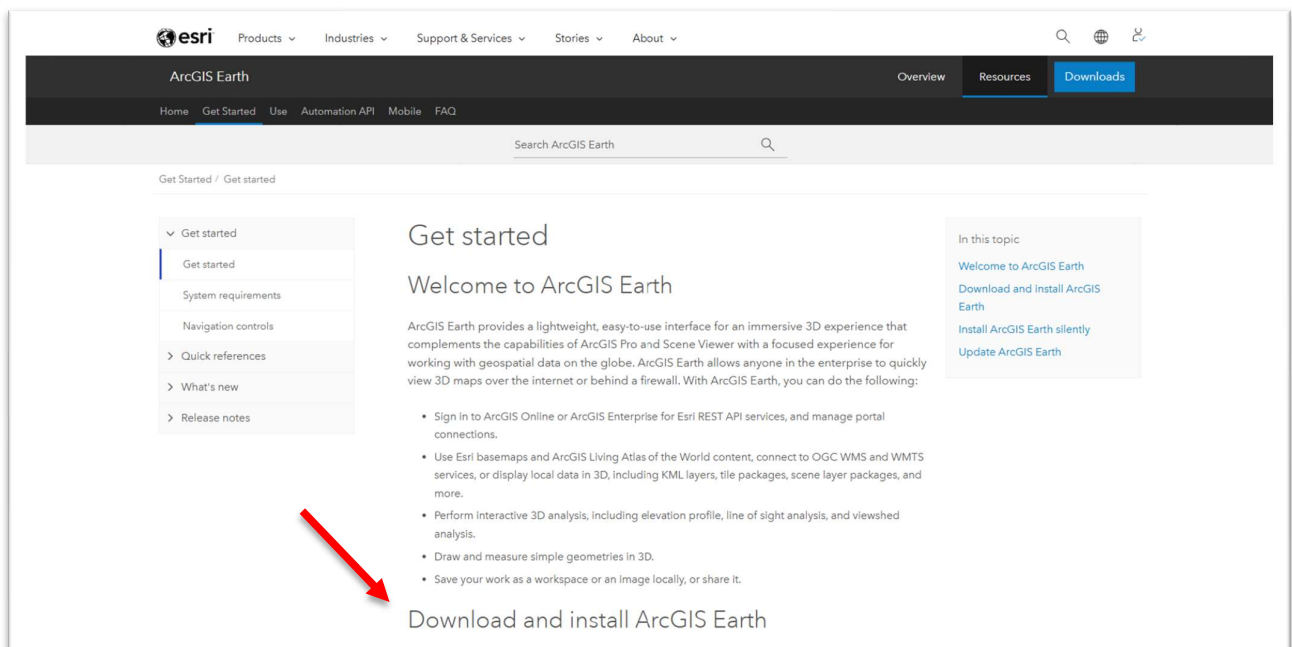 esri Products Industries Support & Services Stories About
ArcGIS Earth Overview Resources Downloads
Home Get Started Use Automation API Mobile FAQ
Search ArcGIS Earth
Get Started / Get started
Get started
Get started
System requirements
Navigation controls
Quick references
What's new
Release notes
Get started
Welcome to ArcGIS Earth
ArcGIS Earth provides a lightweight, easy-to-use interface for an immersive 3D experience that
complements the capabilities of ArcGIS Pro and Scene Viewer with a focused experience for
working with geospatial data on the globe. ArcGIS Earth allows anyone in the enterprise to quickly
view 3D maps over the internet or behind a firewall. With ArcGIS Earth, you can do the following:
• Sign in to ArcGIS Online or ArcGIS Enterprise for Esri REST API services, and manage portal
connections.
• Use Esri basemaps and ArcGIS Living Atlas of the World content, connect to OGC WMS and WMTS
services, or display local data in 3D, including KML layers, tile packages, scene layer packages, and
more.
• Perform interactive 3D analysis, including elevation profile, line of sight analysis, and viewshed
analysis.
• Draw and measure simple geometries in 3D.
• Save your work as a workspace or an image locally, or share it.
Download and install ArcGIS Earth
In this topic
Welcome to ArcGIS Earth
Download and install ArcGIS
Earth
Install ArcGIS Earth silently
Update ArcGIS Earth